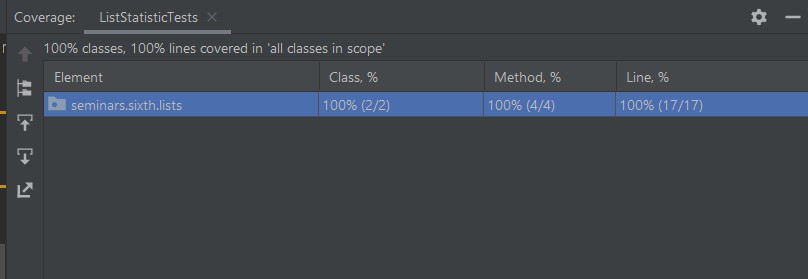 Coverage: ListStatisticTests
100% classes, 100% lines covered in 'all classes in scope'
Element Class, % Method, % Line, %
seminars.sixth.lists 100% (2/2) 100% (4/4) 100% (17/17)